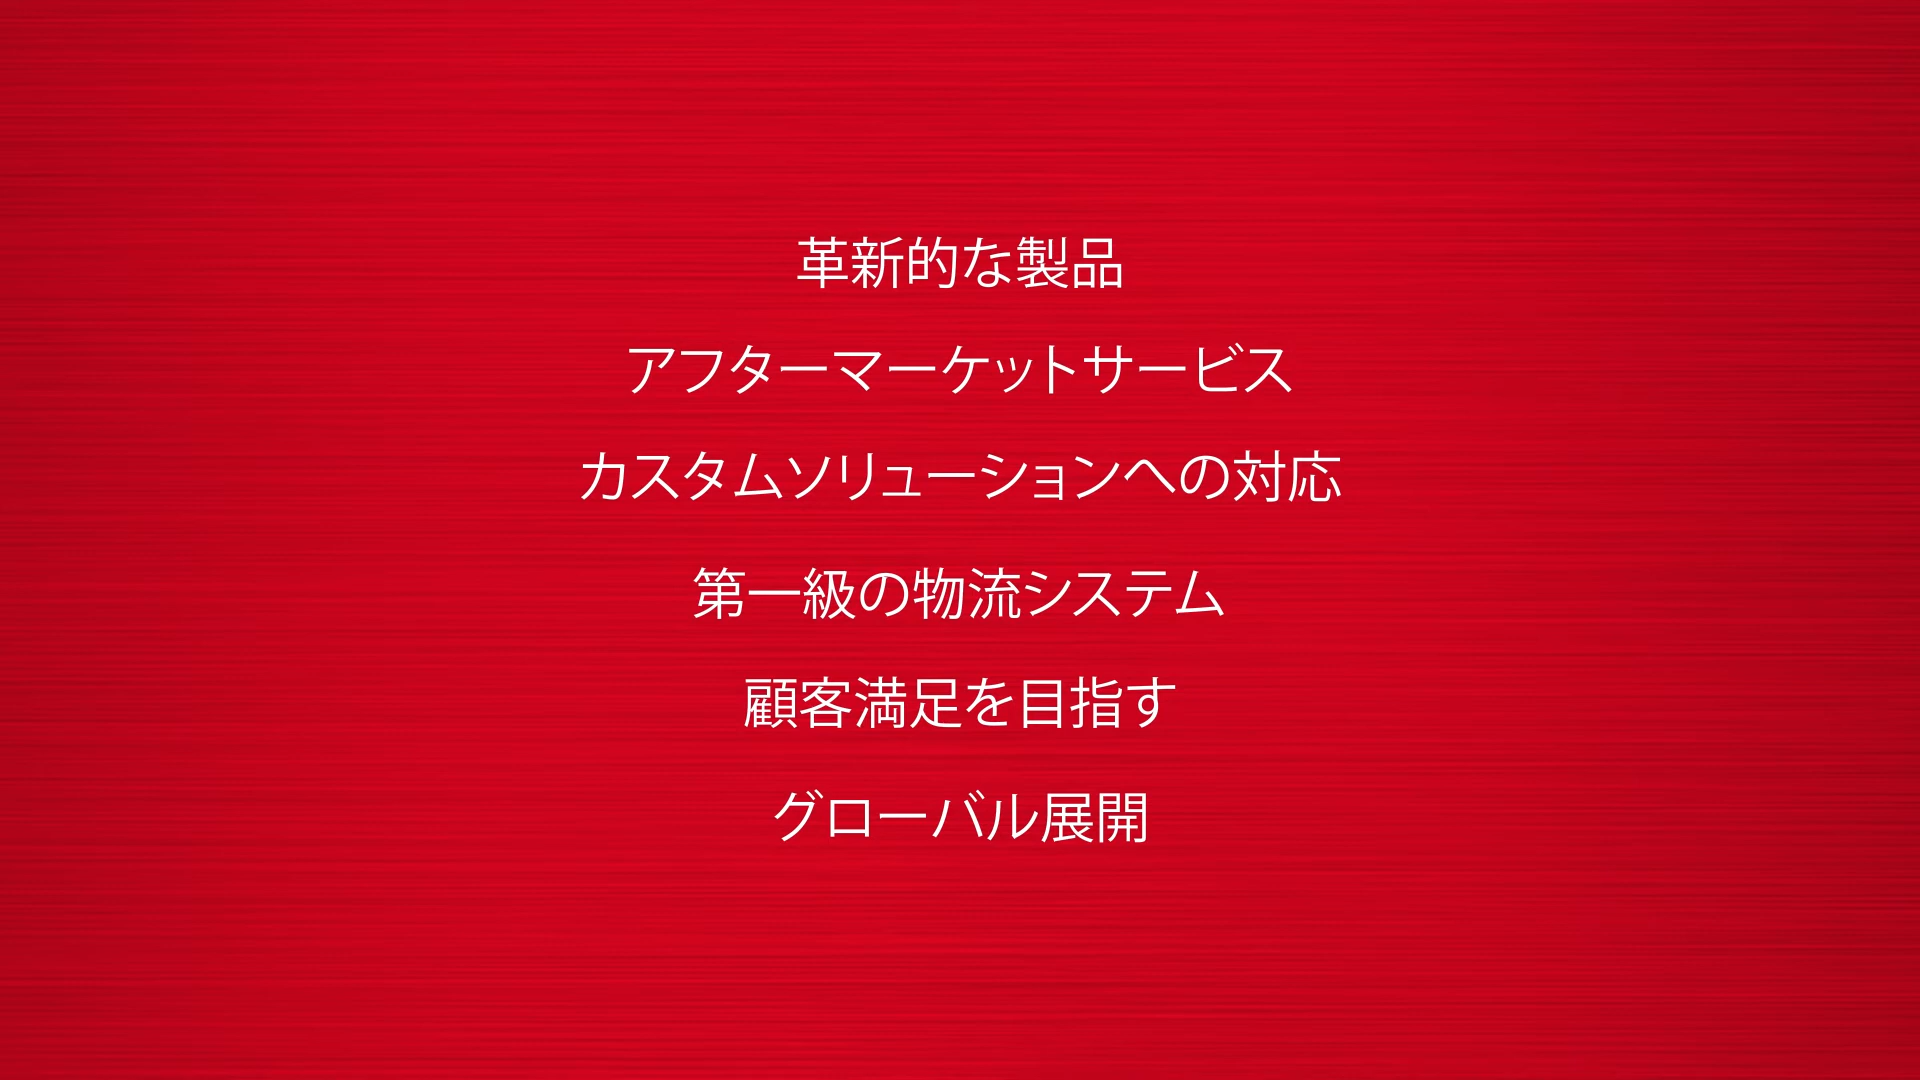 革新的な製品
アフターマーケットサービス
カスタムソリューションへの対応
第一級の物流システム
顧客満足を目指す
グローバル展開